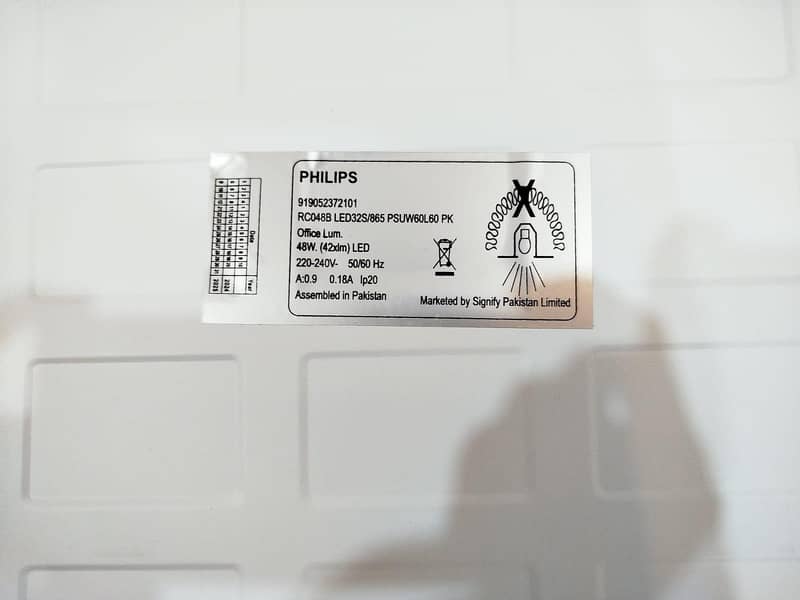 PHILIPS
919052372101
RC048B LED32S/865 PSUW60L60 PK
Office Lum.
48W. (42xlm) LED
220-240V- 50/60 Hz
A:0.9 0.18A Ip20
Assembled in Pakistan
Marketed by Signify Pakistan Limited
Date
Year
2024
2025